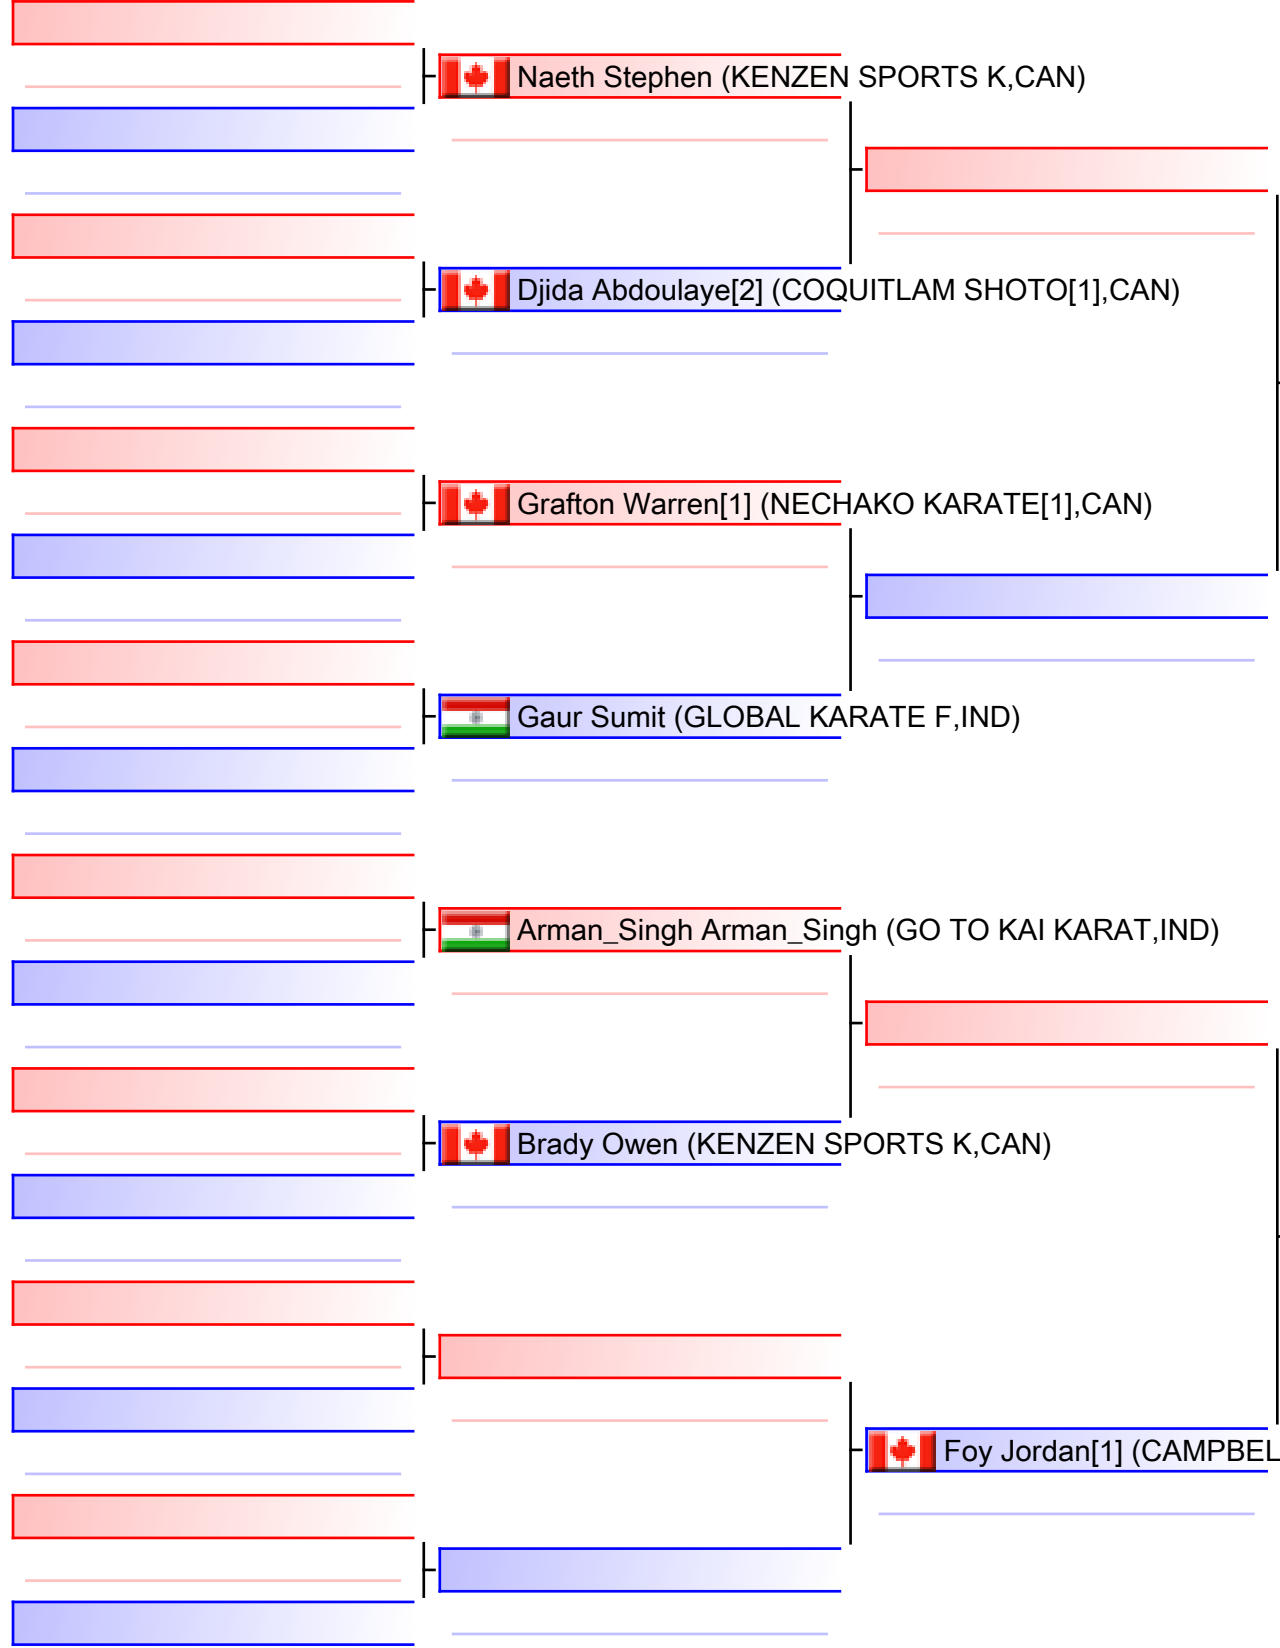 Naeth Stephen (KENZEN SPORTS K,CAN)
Djida Abdoulaye[2] (COQUITLAM SHOTO[1],CAN)
Grafton Warren[1] (NECHAKO KARATE[1],CAN)
Gaur Sumit (GLOBAL KARATE F,IND)
Arman_Singh Arman_Singh (GO TO KAI KARAT,IND)
Brady Owen (KENZEN SPORTS K,CAN)
Foy Jordan[1] (CAMPBEL